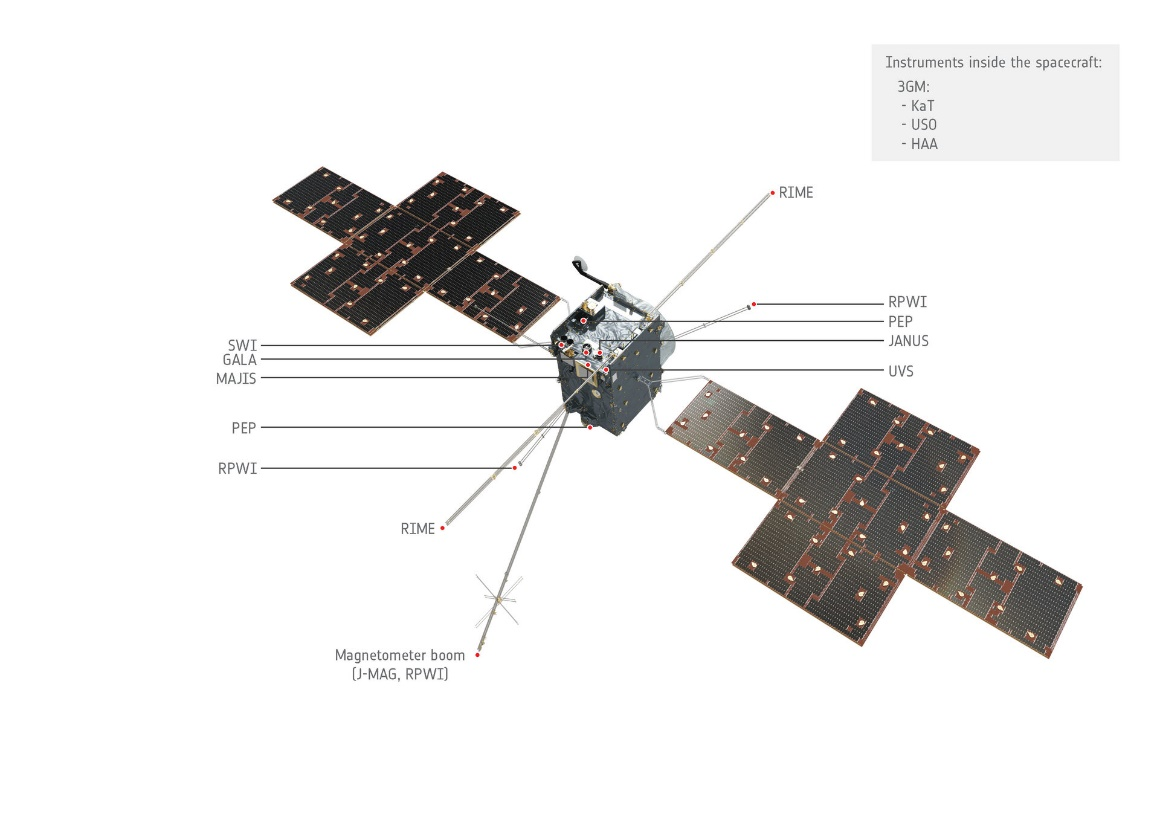 Instruments inside the spacecraft:
3GM:
- KaT
- USO
- HAA
RIME
RPWI
PEP
JANUS
UVS
SWI
GALA
MAJIS
PEP
RPWI
RIME
Magnetometer boom
(J-MAG, RPWI)